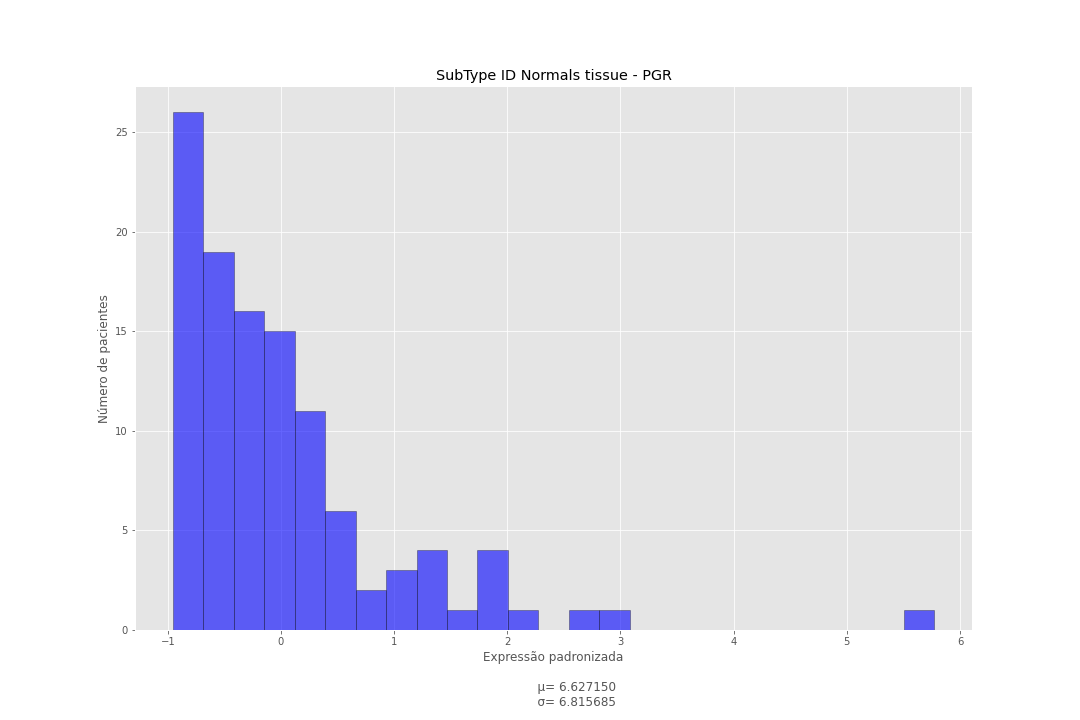 SubType ID Normals tissue - PGR
25
20
15
10
5
0
Número de pacientes
−1 0 1 2 3 4 5 6
Expressão padronizada
μ= 6.627150
σ= 6.815685